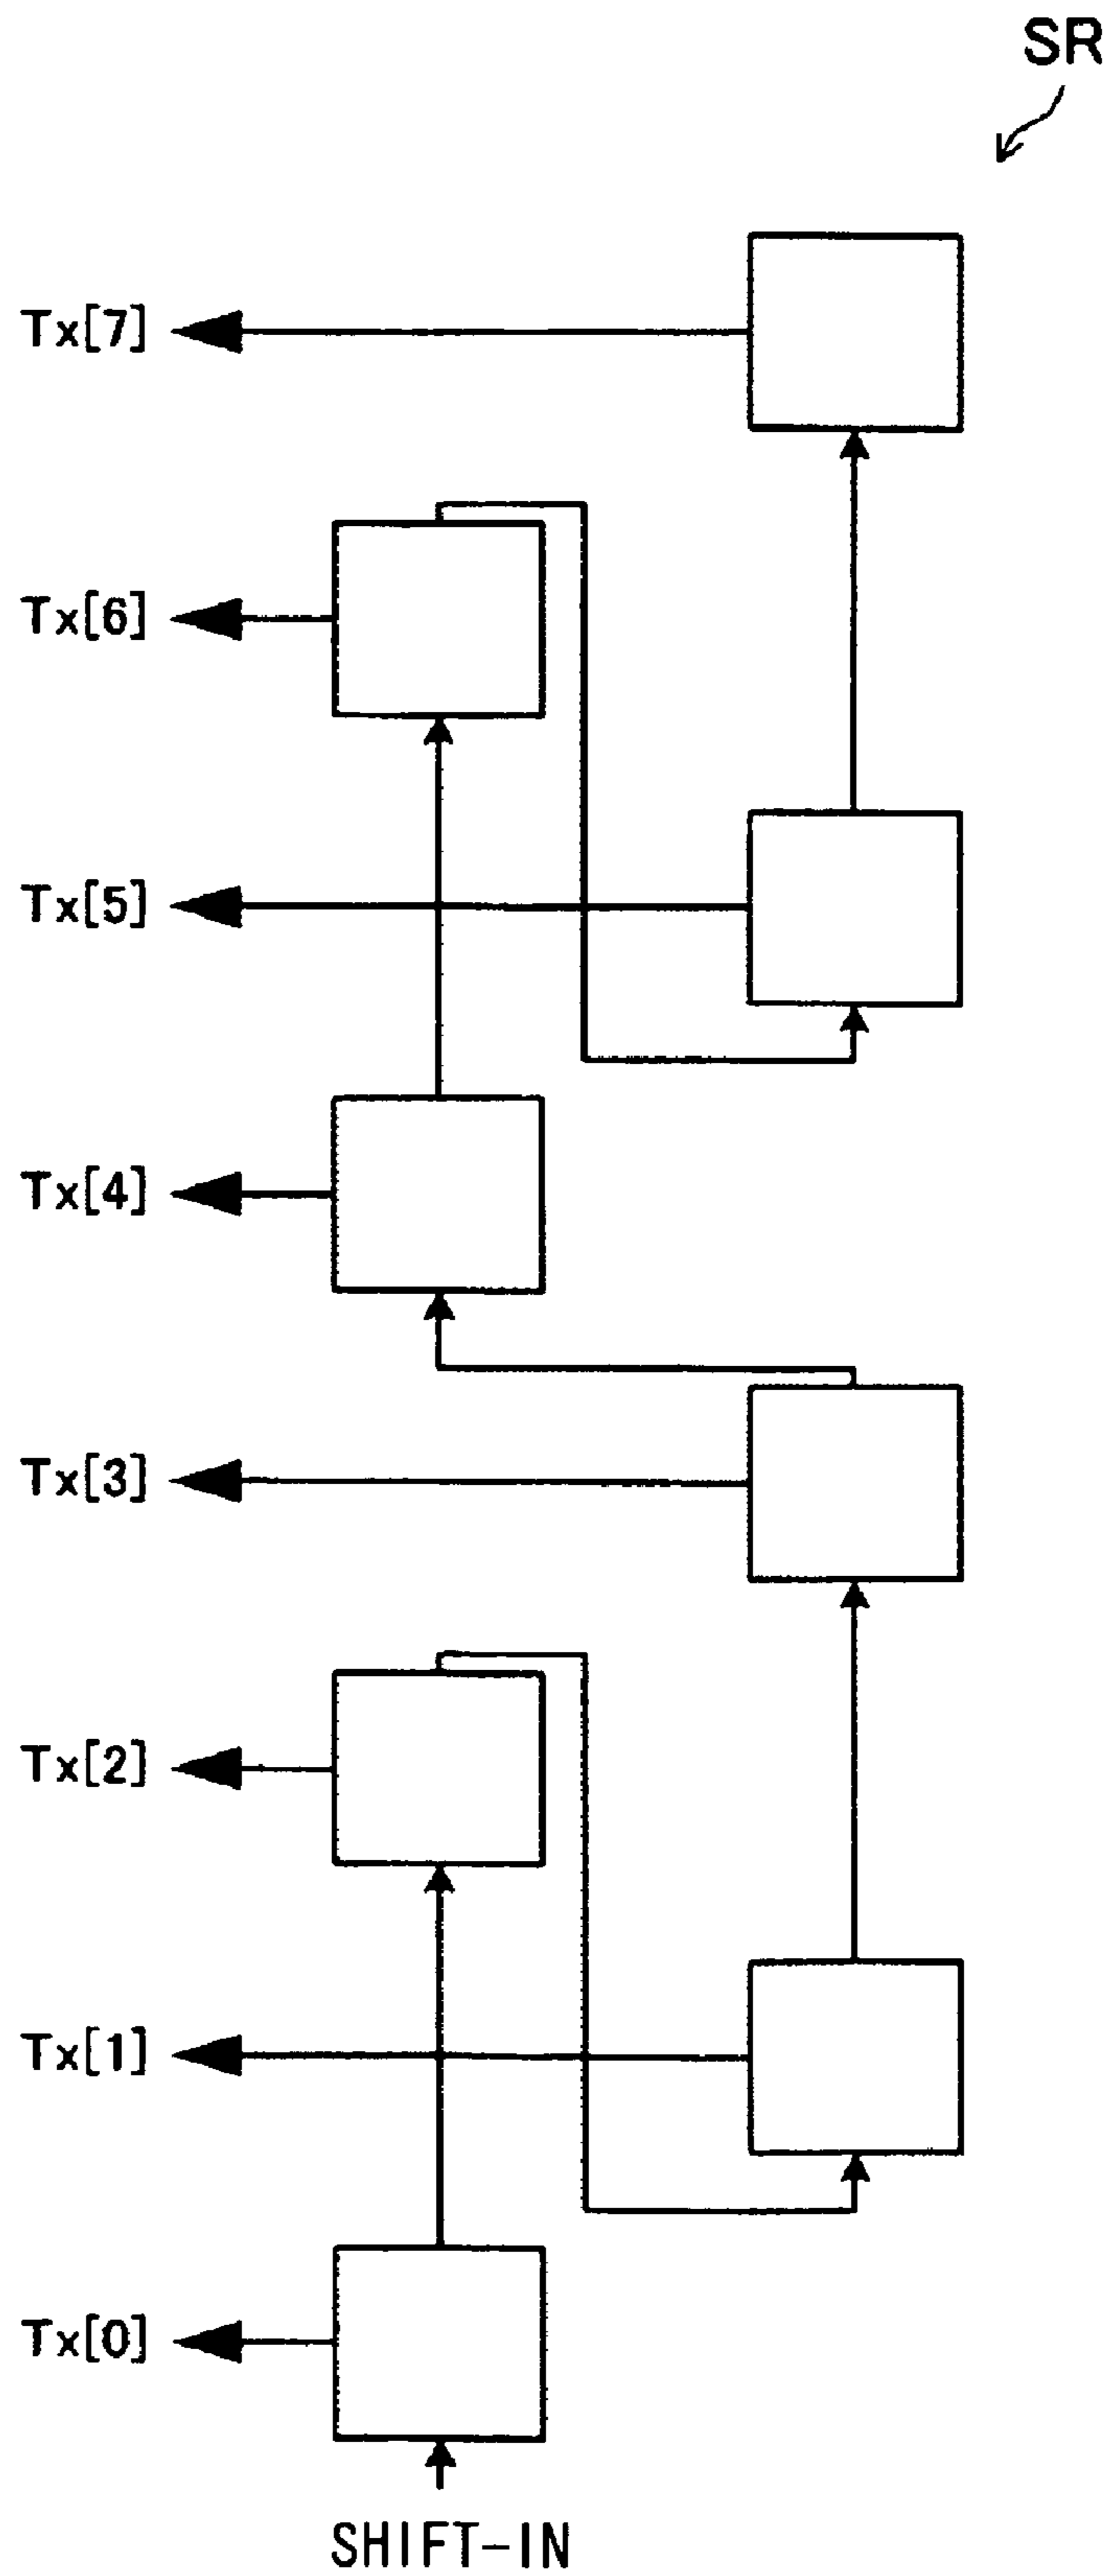 SR
Tx[7]
Tx[6]
Tx[5]
Tx[4]
Tx[3]
Tx[2]
Tx[1]
Tx[0]
SHIFT-IN